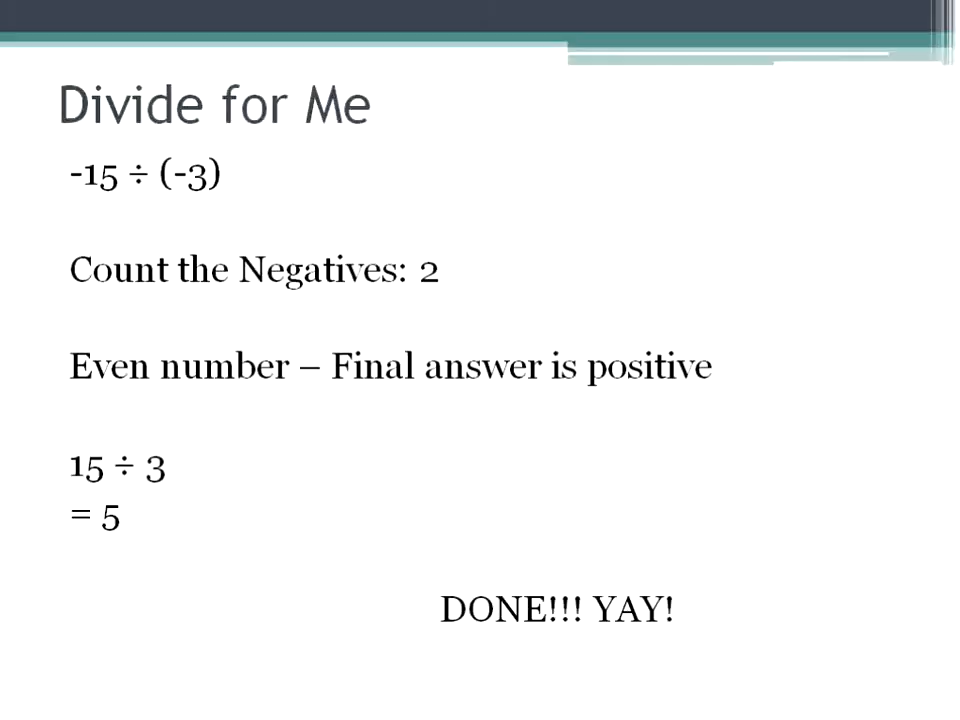 Divide for Me
-15 ÷ (-3)
Count the Negatives: 2
Even number – Final answer is positive
15 ÷ 3
= 5
DONE!!! YAY!